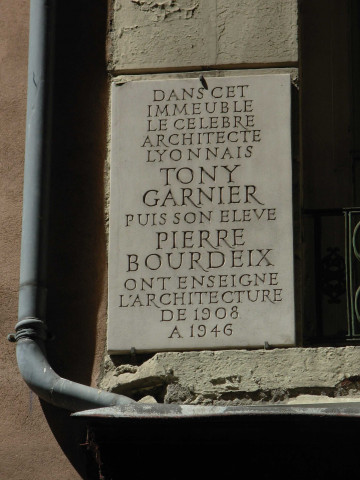 DANS CET
IMMEUBLE
LE CELEBRE
ARCHITECTE
LYONNAIS
TONY
GARNIER
PUIS SON ELEVE
PIERRE
BOURDEIX
ONT ENSEIGNE
L'ARCHITECTURE
DE 1908
A 1946